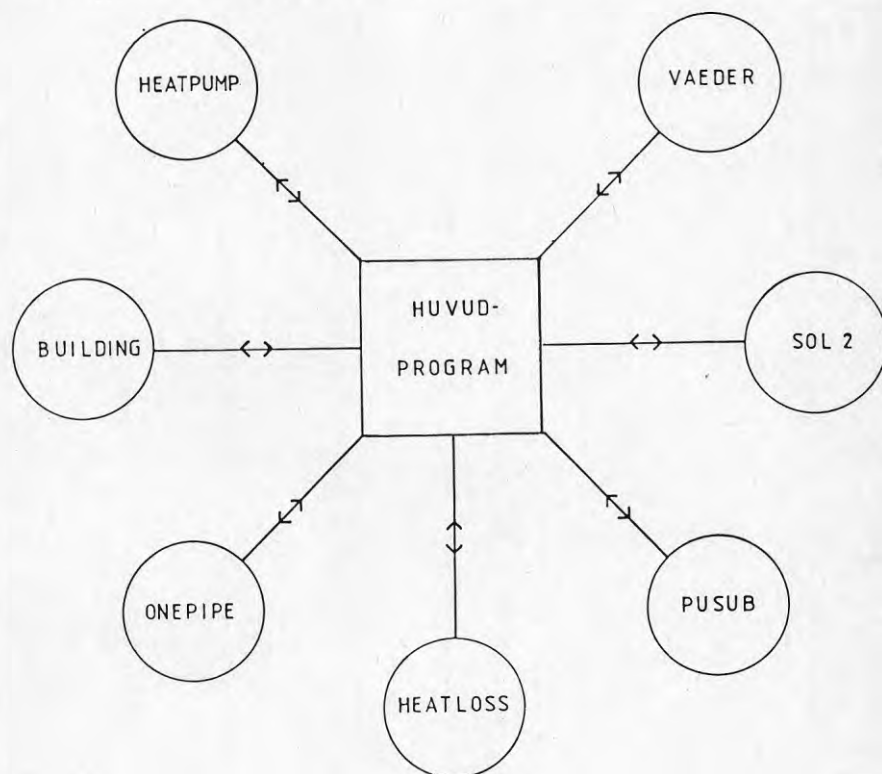 HEATPUMP
VAEDER
HUVUD-
PROGRAM
BUILDING
SOL 2
ONEPIPE
PUSUB
HEATLOSS